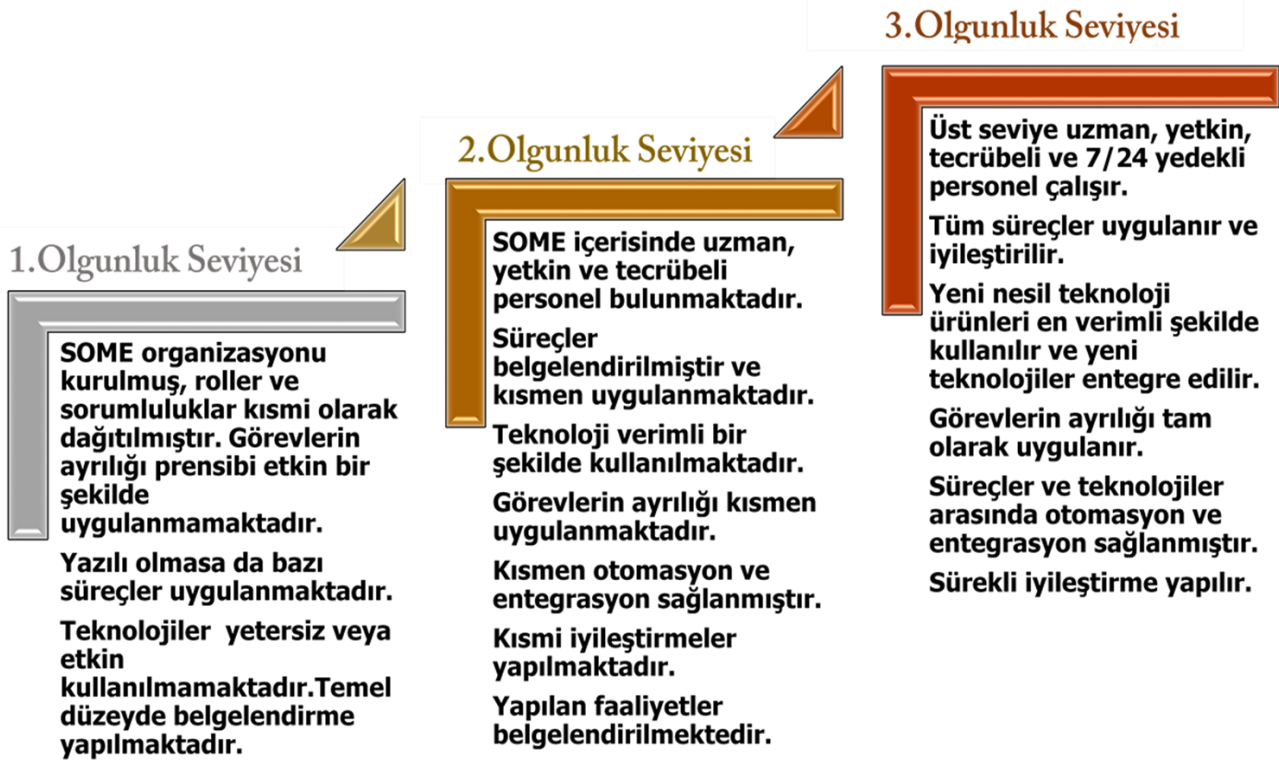 1.Olgunluk Seviyesi
SOME organizasyonu
kurulmuş, roller ve
sorumluluklar kısmi olarak
dağıtılmıştır. Görevlerin
ayrılığı prensibi etkin bir
şekilde
uygulanmamaktadır.
Yazılı olmasa da bazı
süreçler uygulanmaktadır.
Teknolojiler  yetersiz veya
etkin
kullanılmamaktadır.Temel
düzeyde belgelendirme
yapılmaktadır.
2.Olgunluk Seviyesi
SOME içerisinde uzman,
yetkin ve tecrübeli
personel bulunmaktadır.
Süreçler
belgelendirilmiştir ve
kısmen uygulanmaktadır.
Teknoloji verimli bir
şekilde kullanılmaktadır.
Görevlerin ayrılığı kısmen
uygulanmaktadır.
Kısmen otomasyon ve
entegrasyon sağlanmıştır.
Kısmi iyileştirmeler
yapılmaktadır.
Yapılan faaliyetler
belgelendirilmektedir.
3.Olgunluk Seviyesi
Üst seviye uzman, yetkin,
tecrübeli ve 7/24 yedekli
personel çalışır.
Tüm süreçler uygulanır ve
iyileştirilir.
Yeni nesil teknoloji
ürünleri en verimli şekilde
kullanılır ve yeni
teknolojiler entegre edilir.
Görevlerin ayrılığı tam
olarak uygulanır.
Süreçler ve teknolojiler
arasında otomasyon ve
entegrasyon sağlanmıştır.
Sürekli iyileştirme yapılır.